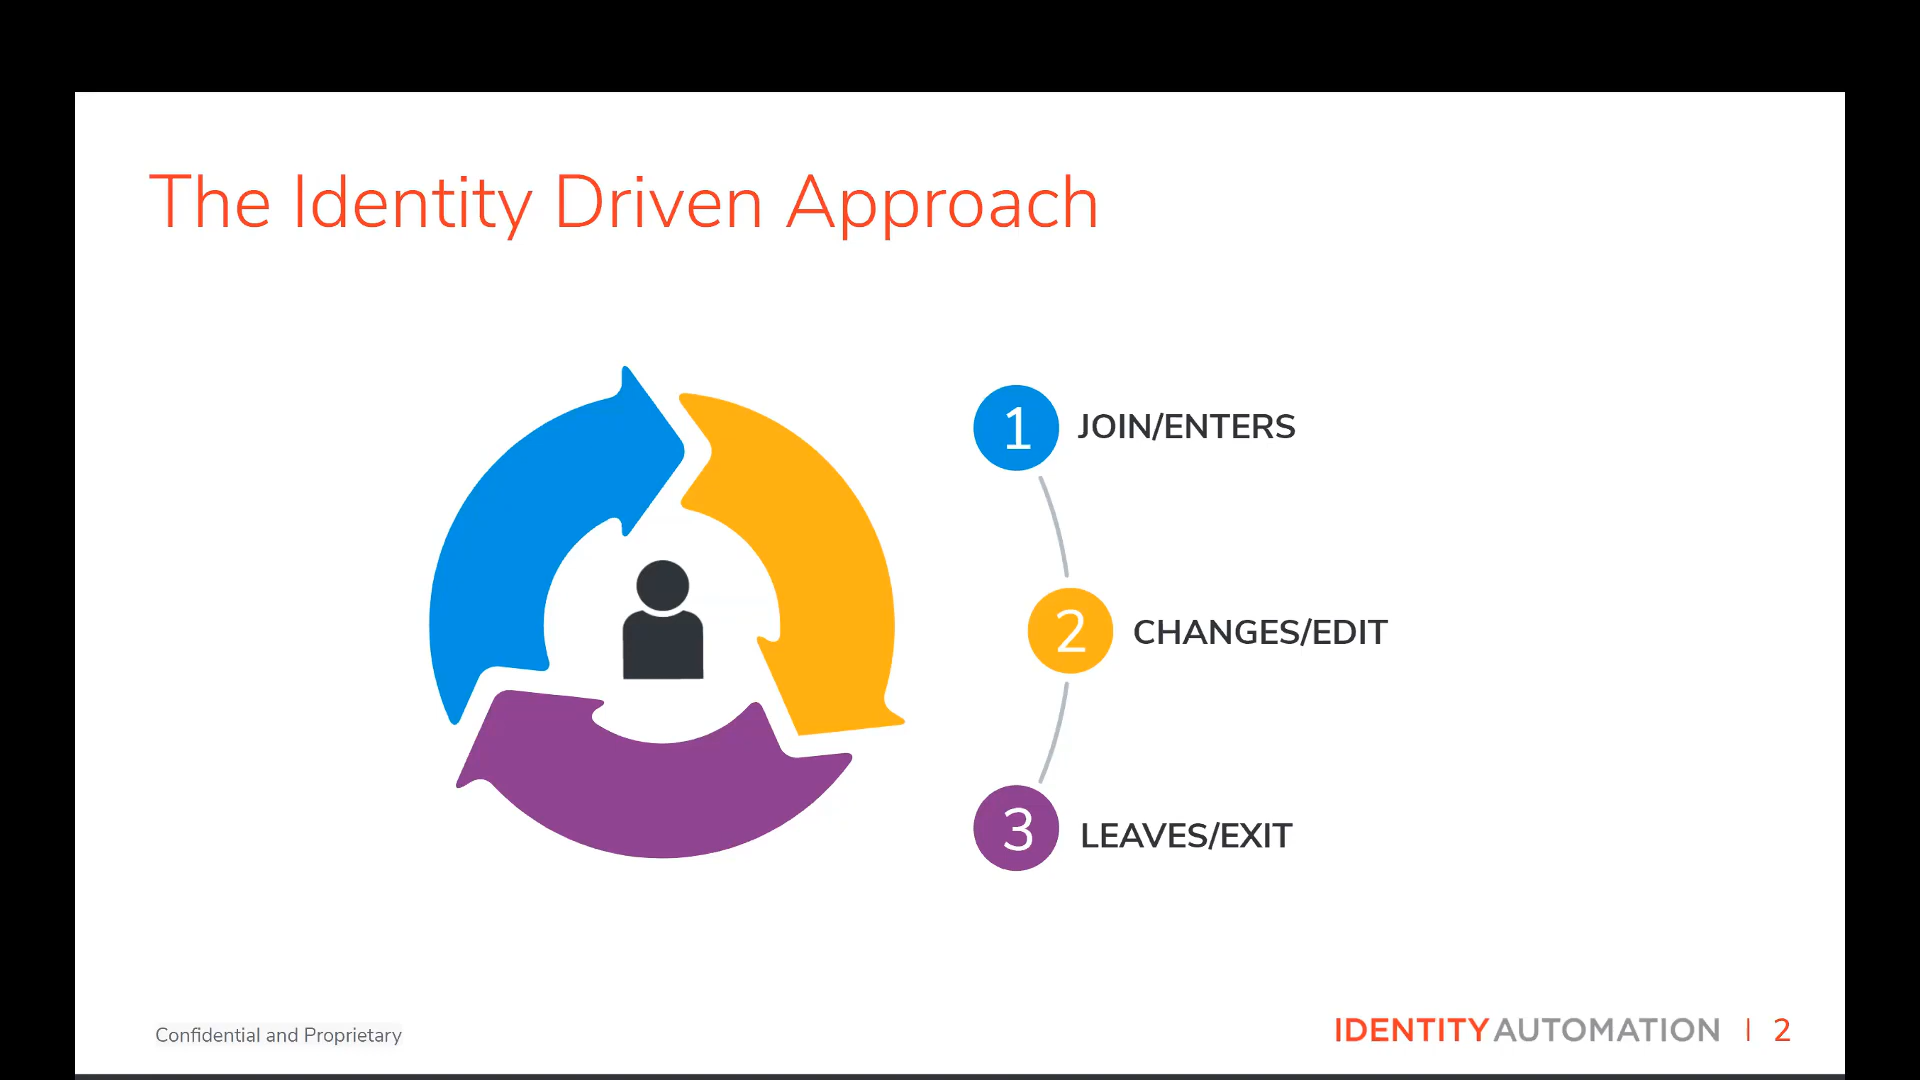 The Identity Driven Approach
1 JOIN/ENTERS
2 CHANGES/EDIT
3 LEAVES/EXIT
Confidential and Proprietary
IDENTITY AUTOMATION | 2